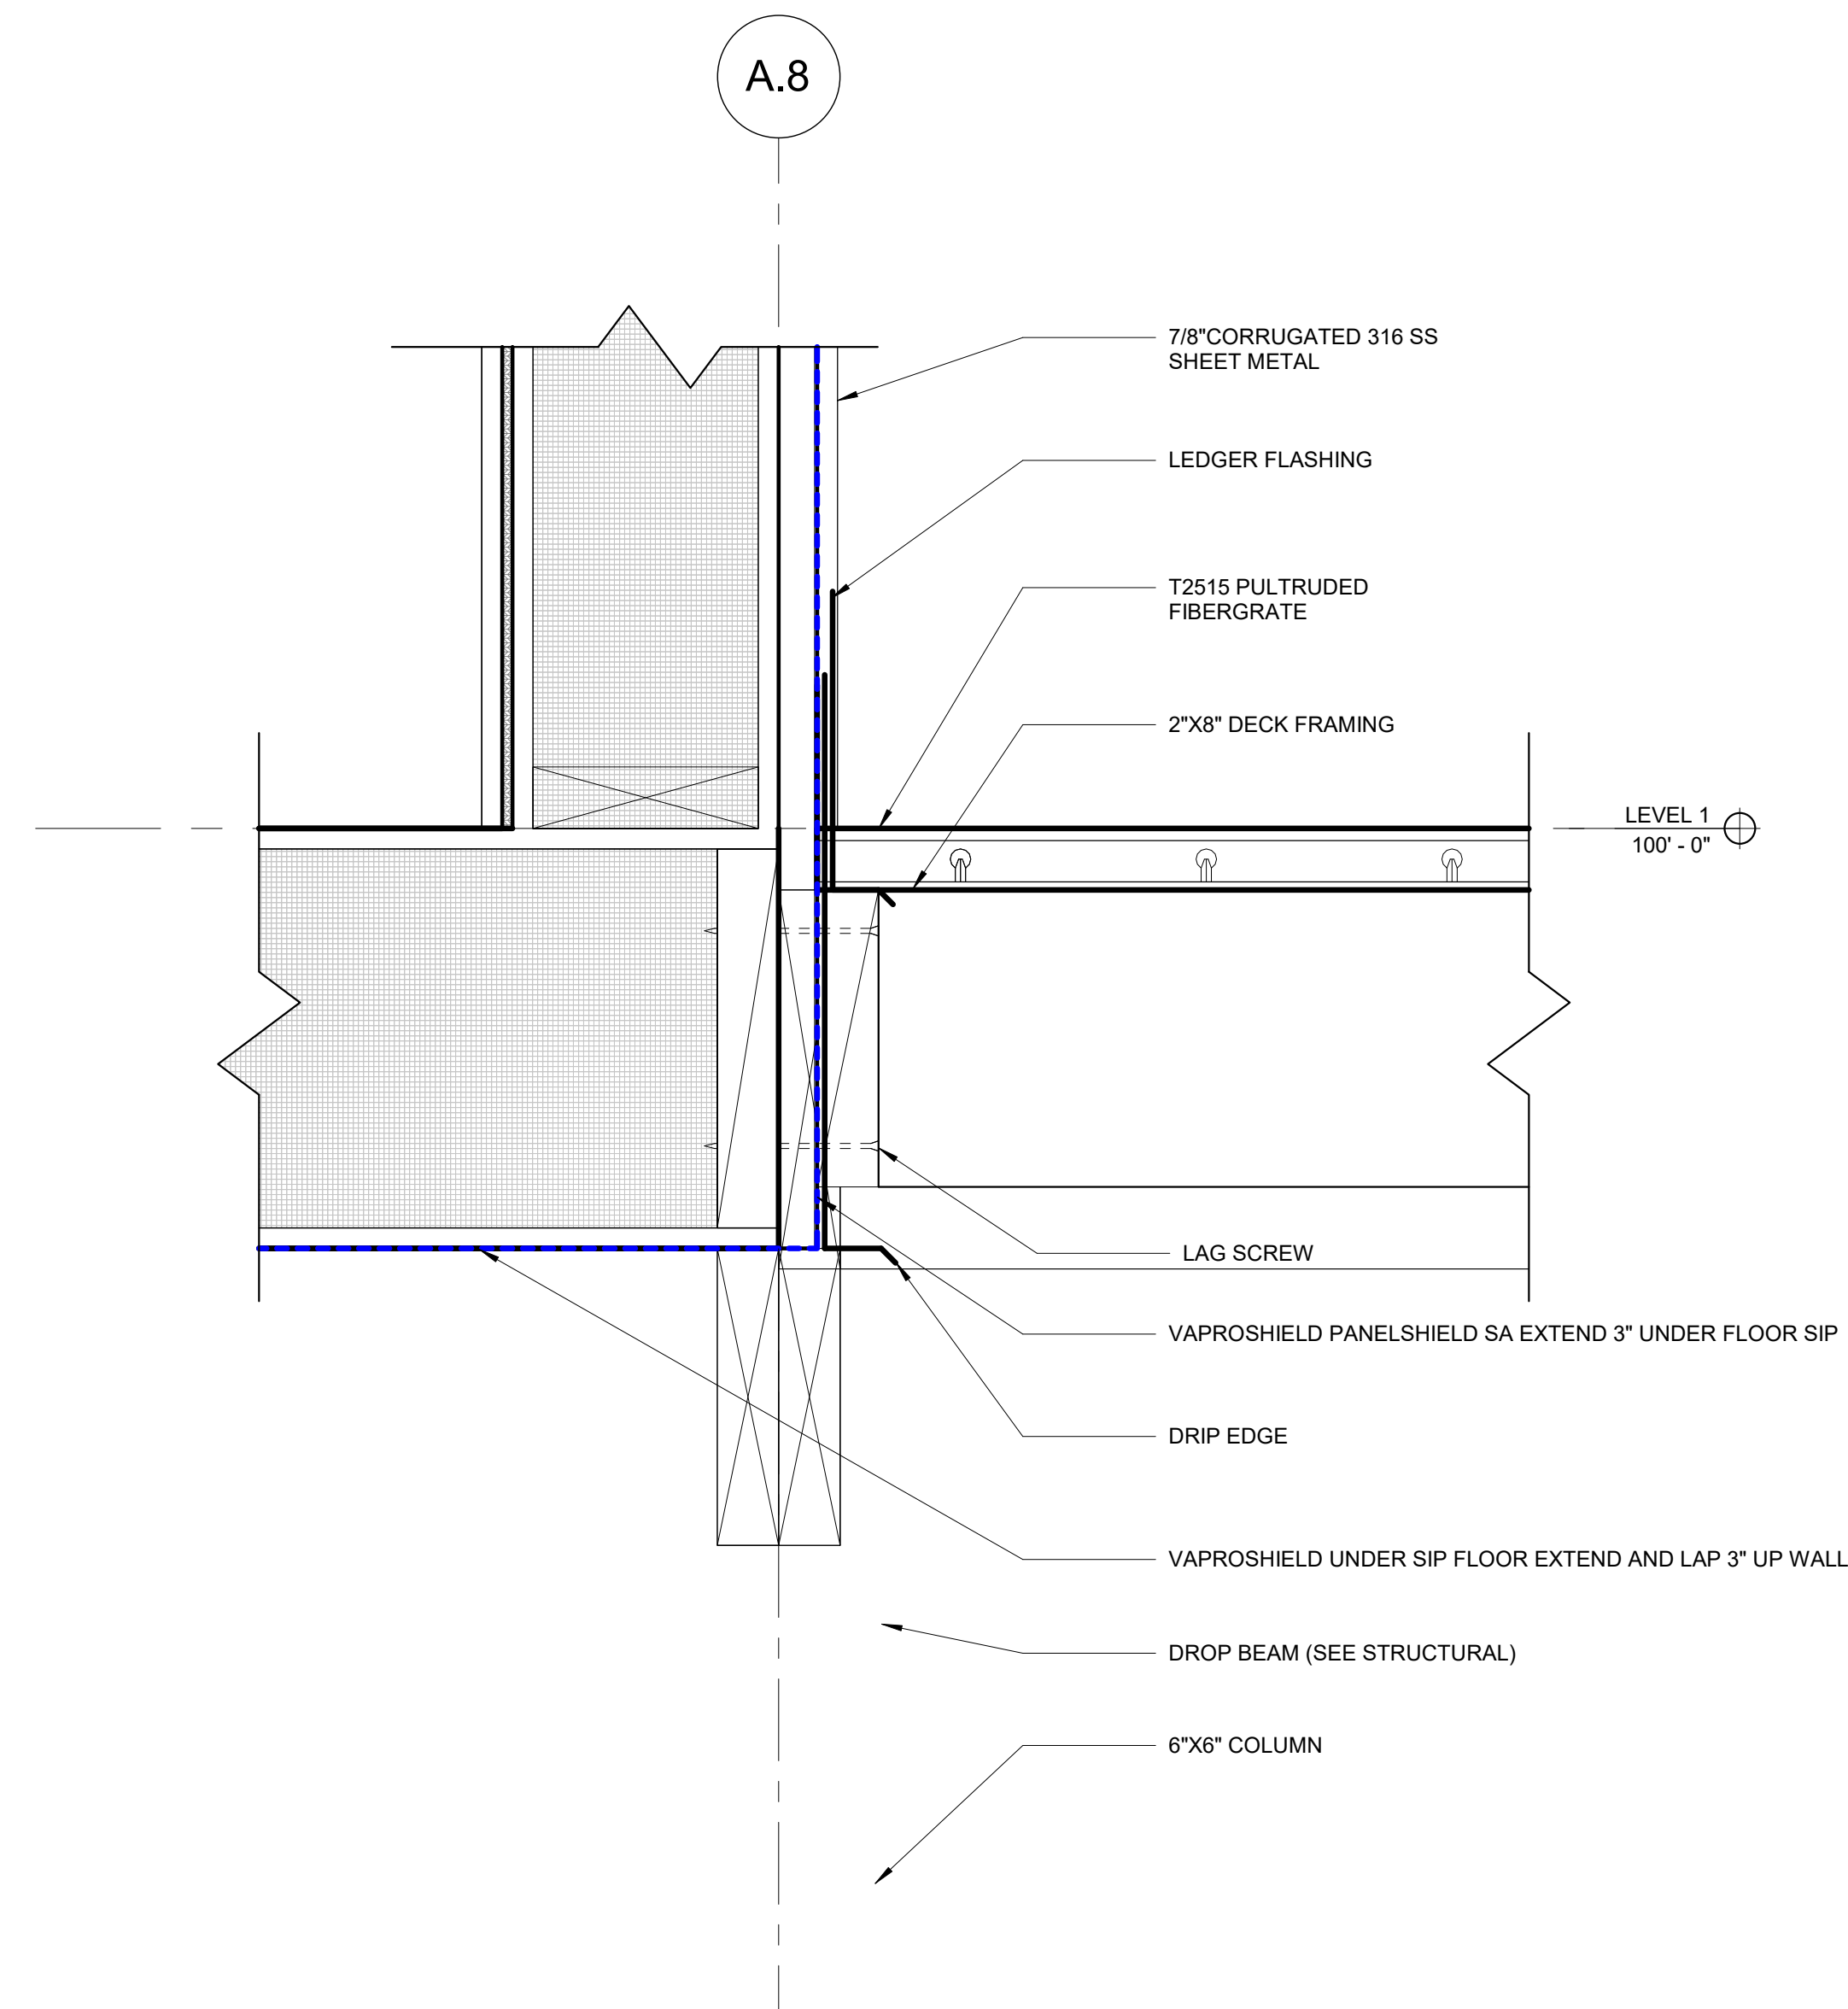 A.8
7/8"CORRUGATED 316 SS
SHEET METAL
LEDGER FLASHING
T2515 PULTRUDED
FIBERGRATE
2"X8" DECK FRAMING
LEVEL 1
100' - 0"
LAG SCREW
VAPROSHIELD PANELSHIELD SA EXTEND 3" UNDER FLOOR SIP
DRIP EDGE
VAPROSHIELD UNDER SIP FLOOR EXTEND AND LAP 3" UP WALL
DROP BEAM (SEE STRUCTURAL)
6"X6" COLUMN